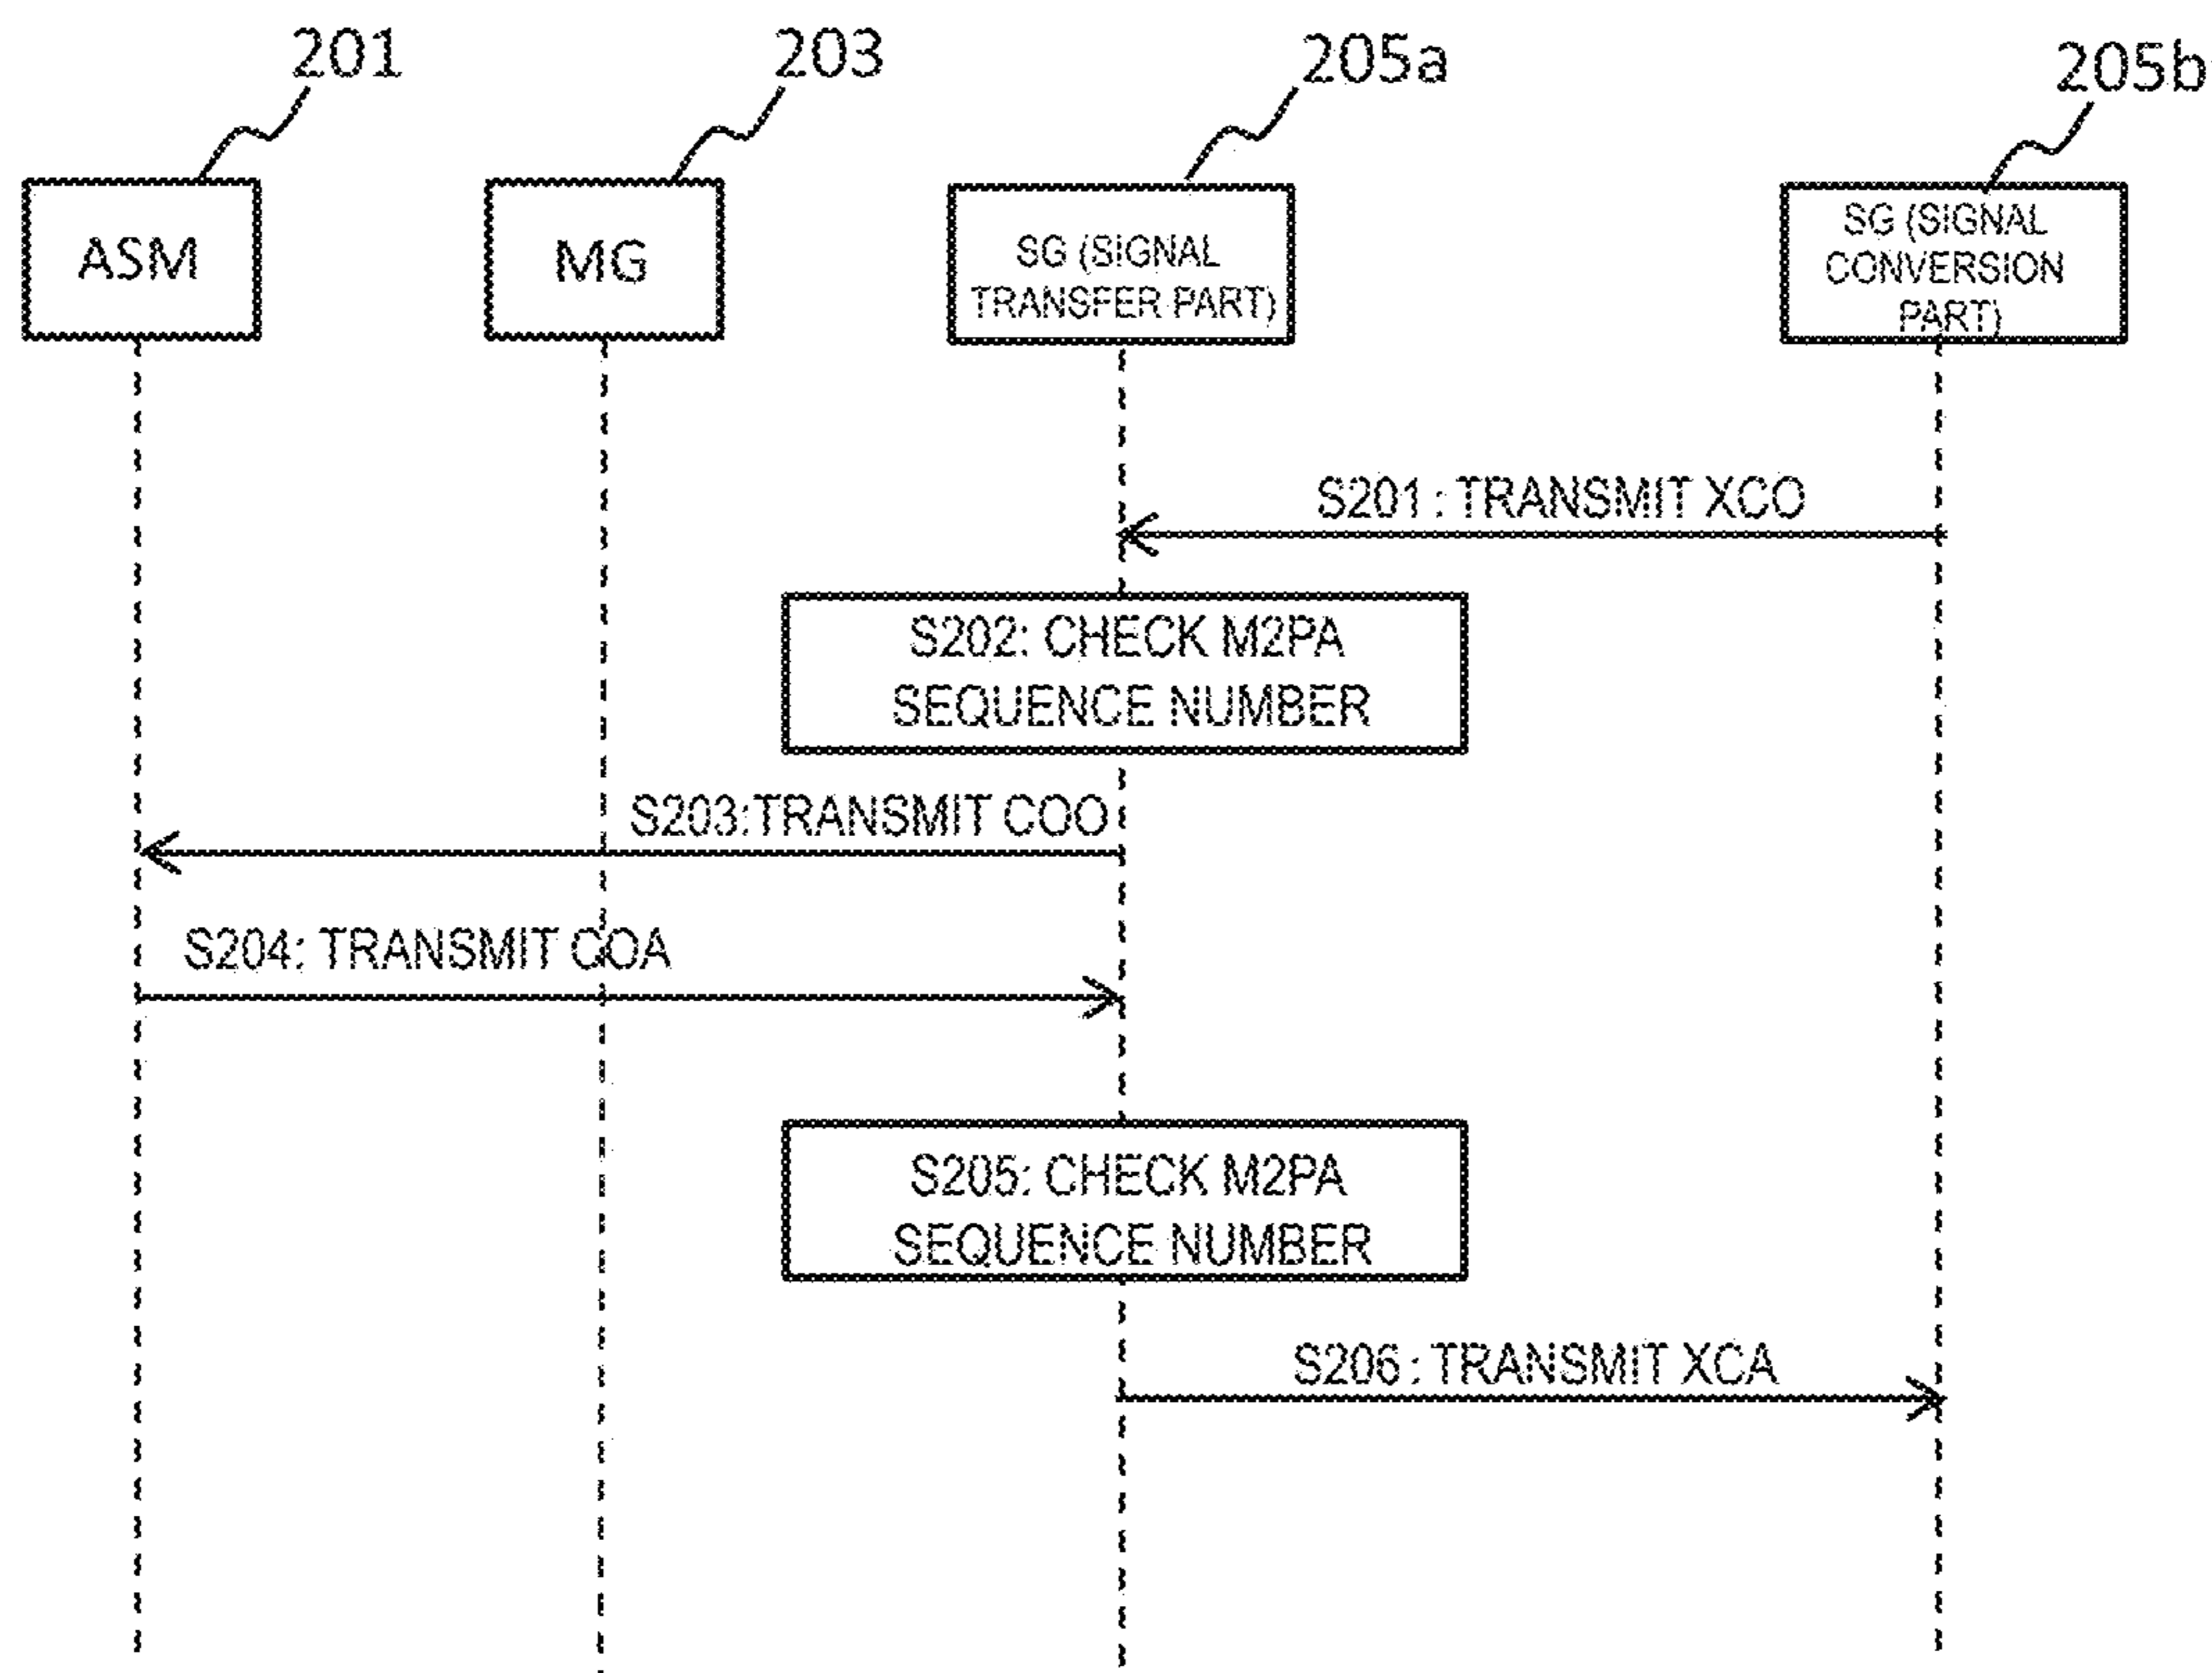 201
203
205a
205b
ASM
MG
SG (SIGNAL
TRANSFER PART)
SG (SIGNAL
CONVERSION
PART)
S201 : TRANSMIT XCO
S202: CHECK M2PA
SEQUENCE NUMBER
S203:TRANSMIT COO
S204: TRANSMIT COA
S205: CHECK M2PA
SEQUENCE NUMBER
S206 : TRANSMIT XCA